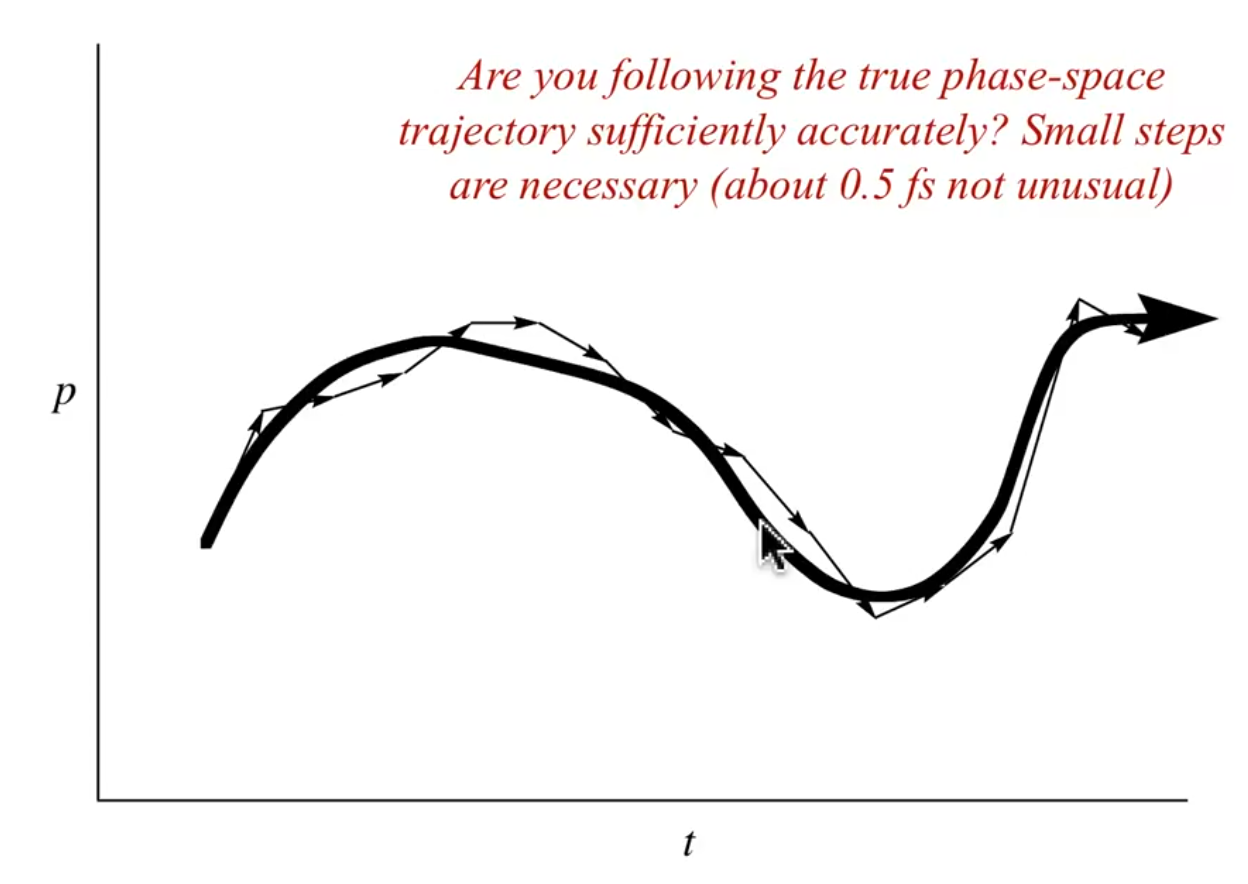 Are you following the true phase-space
trajectory sufficiently accurately? Small steps
are necessary (about 0.5 fs not unusual)
p
t